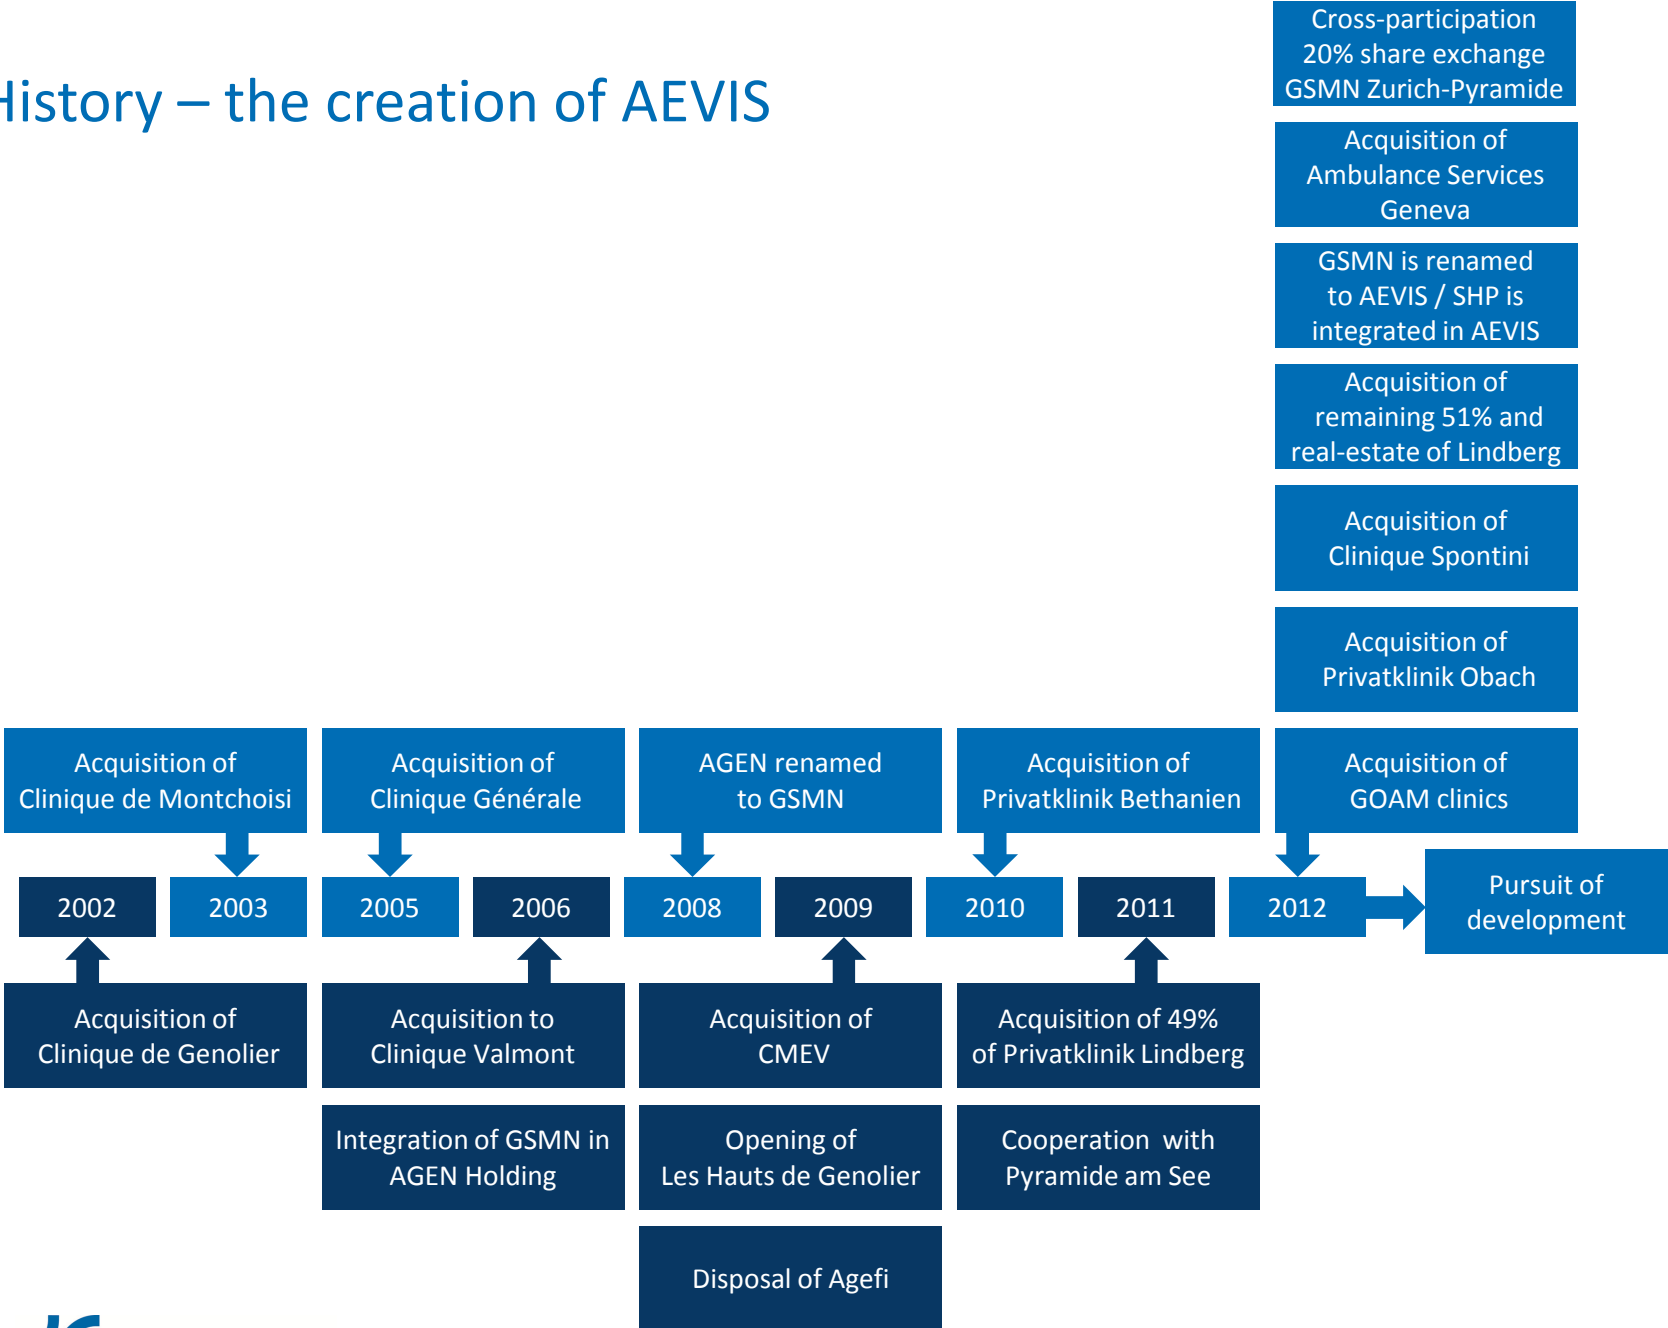 History – the creation of AEVIS
Cross-participation
20% share exchange
GSMN Zurich-Pyramide
Acquisition of
Ambulance Services
Geneva
GSMN is renamed
to AEVIS / SHP is
integrated in AEVIS
Acquisition of
remaining 51% and
real-estate of Lindberg
Acquisition of
Clinique Spontini
Acquisition of
Privatklinik Obach
Acquisition of
Clinique de Montchoisi
Acquisition of
Clinique Générale
AGEN renamed
to GSMN
Acquisition of
Privatklinik Bethanien
Acquisition of
GOAM clinics
2002
2003
2005
2006
2008
2009
2010
2011
2012
Pursuit of
development
Acquisition of
Clinique de Genolier
Acquisition to
Clinique Valmont
Acquisition of
CMEV
Acquisition of 49%
of Privatklinik Lindberg
Integration of GSMN in
AGEN Holding
Opening of
Les Hauts de Genolier
Cooperation with
Pyramide am See
Disposal of Agefi